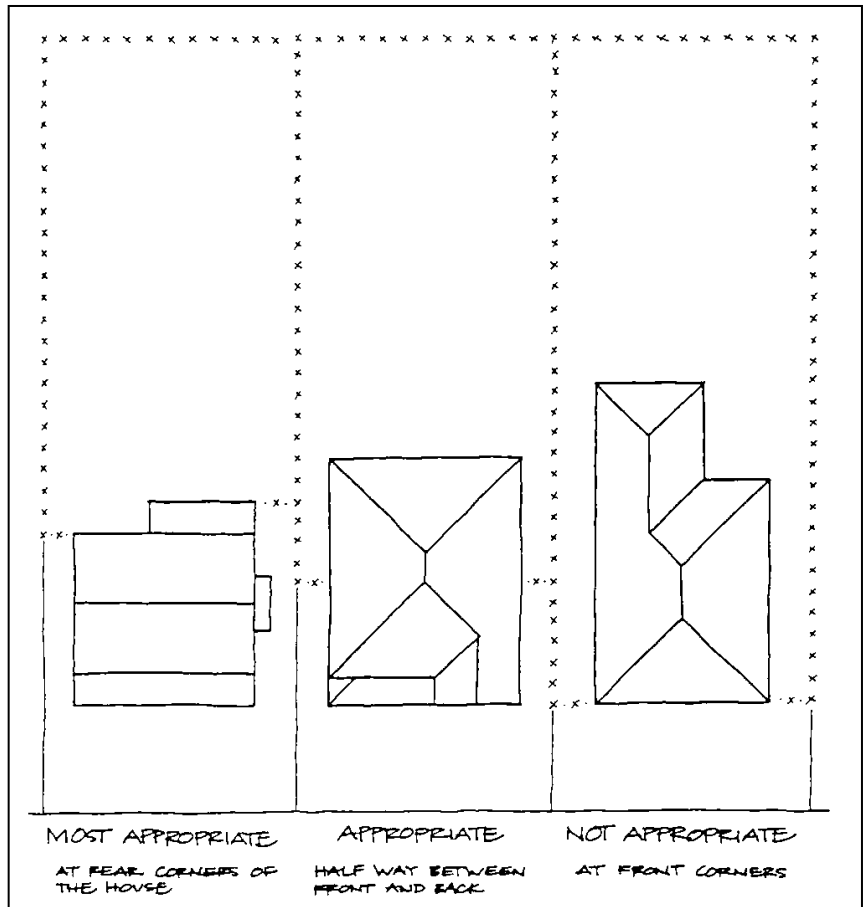 MOST APPROPRIATE
AT REAR CORNERS OF
THE HOUSE
APPROPRIATE
HALF WAY BETWEEN
FRONT AND BACK
NOT APPROPRIATE
AT FRONT CORNERS